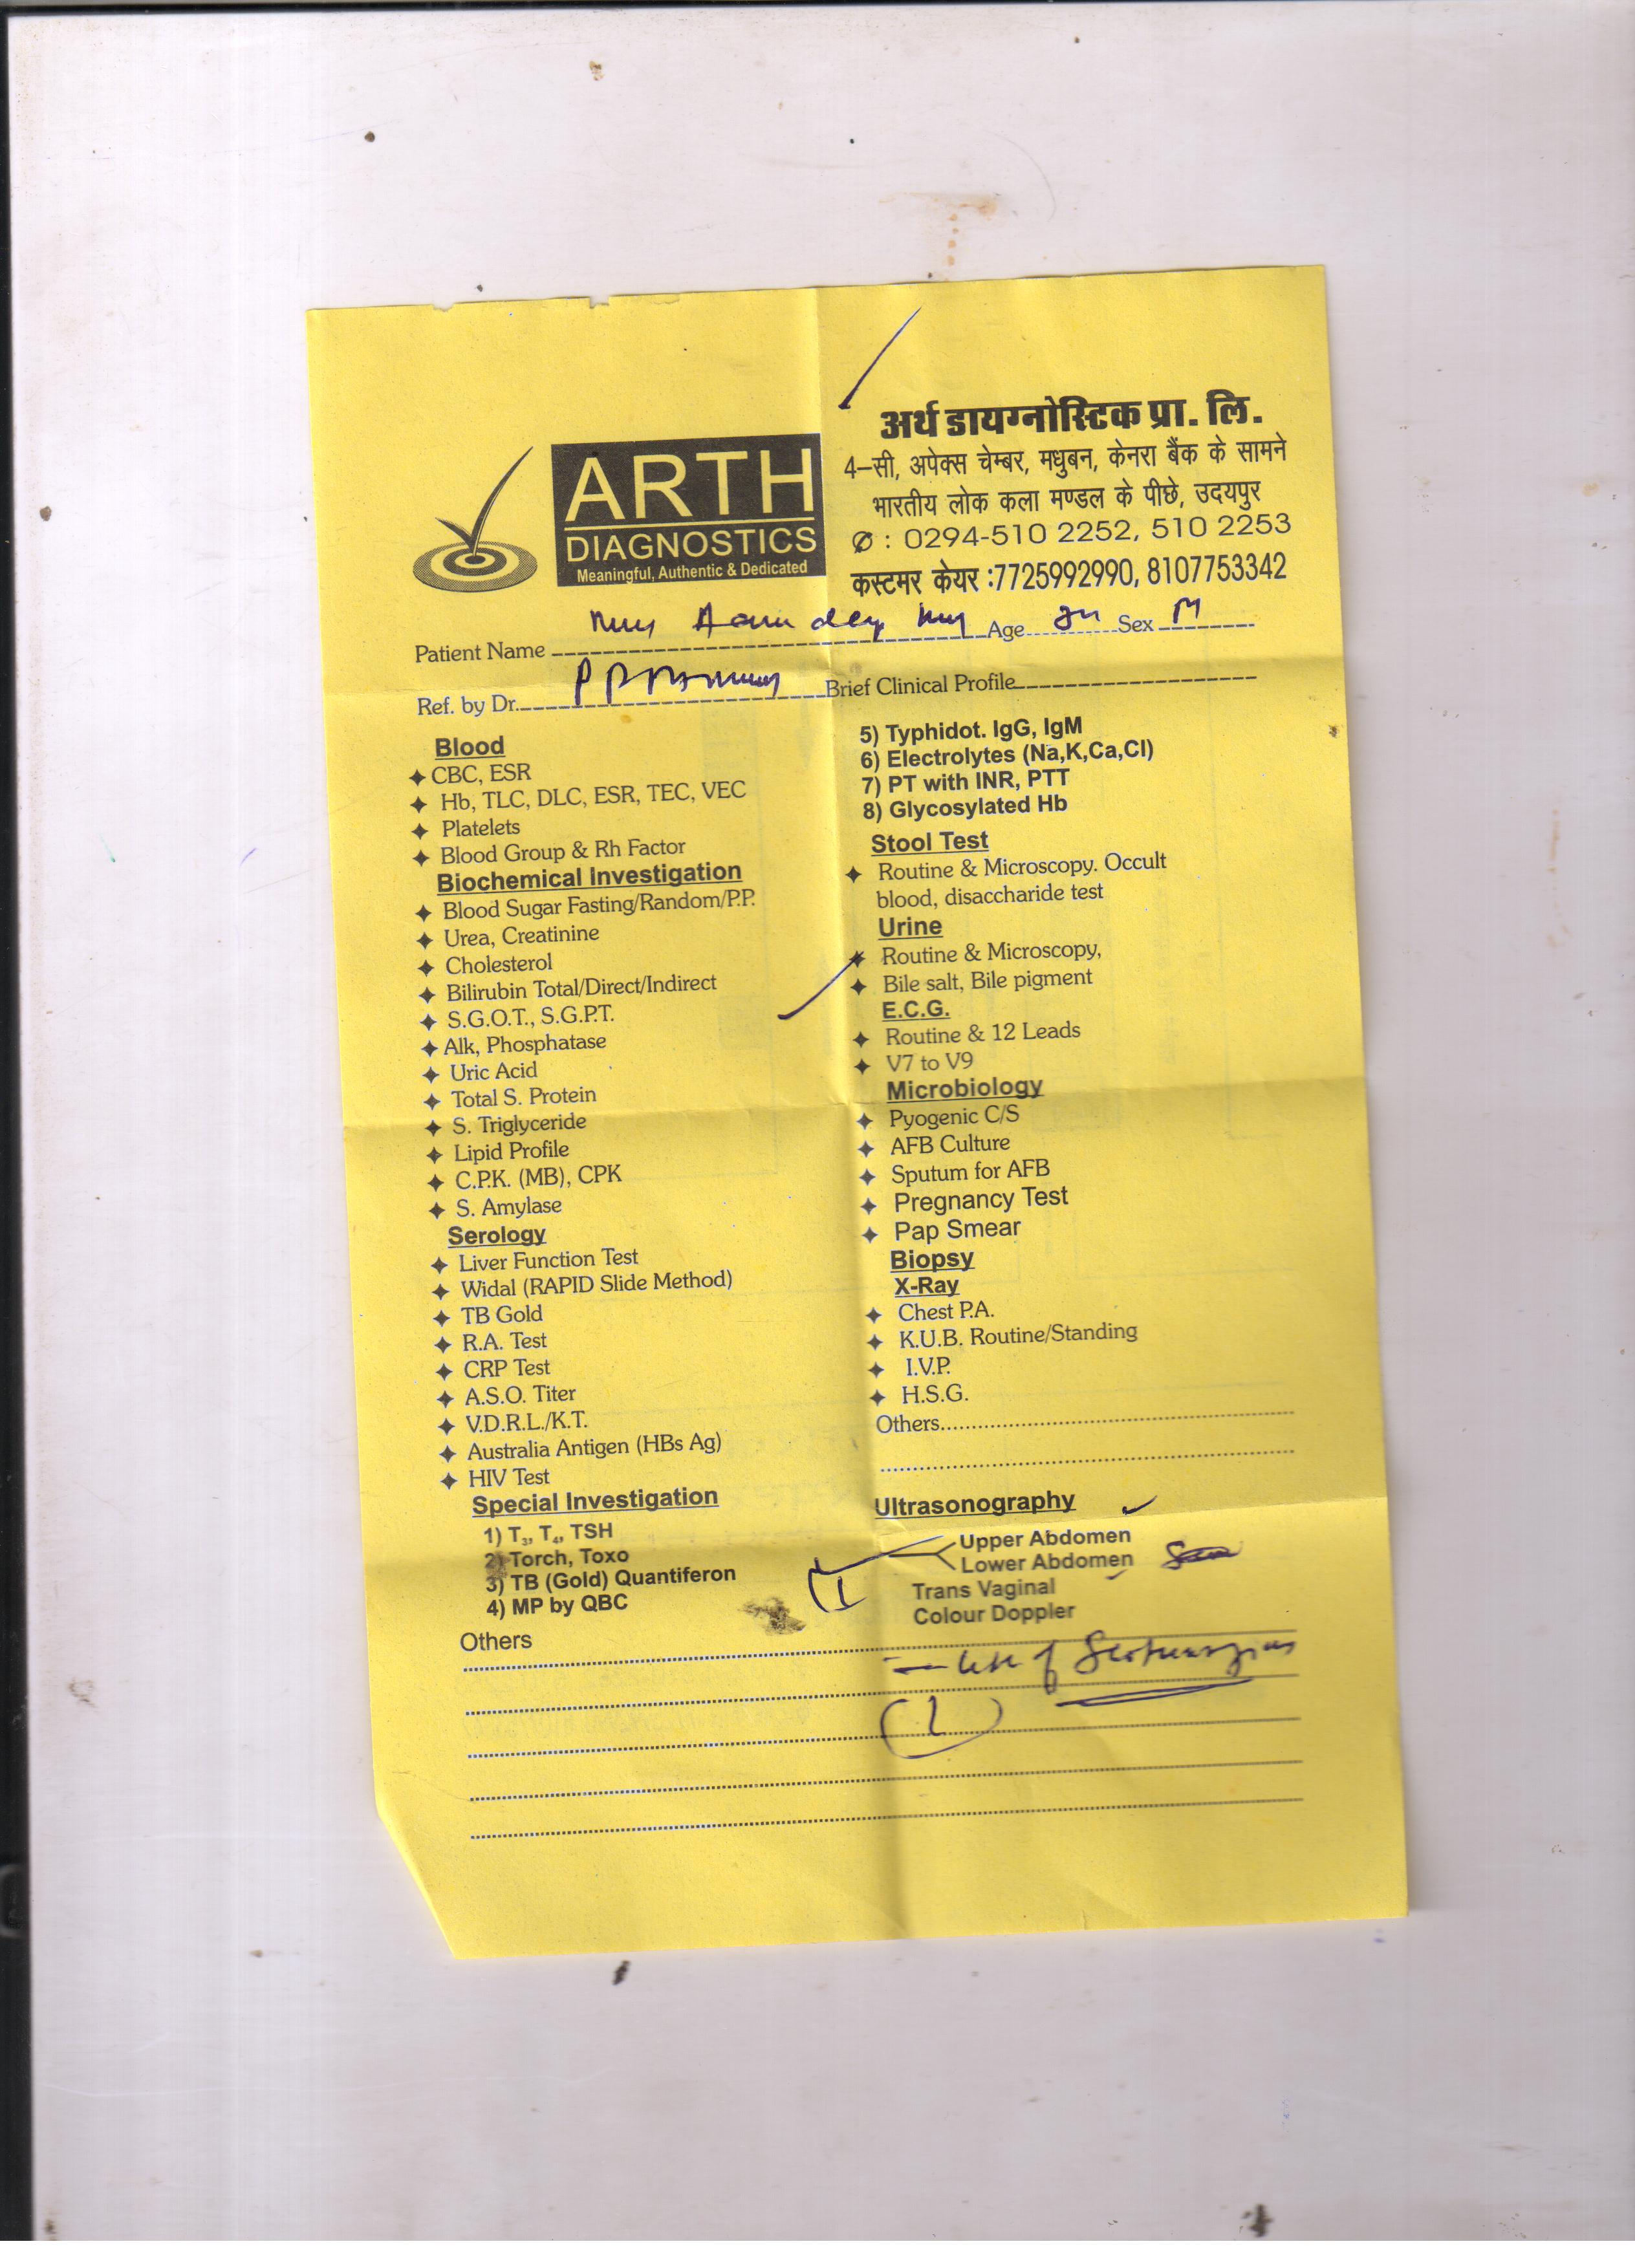 अर्थ डायग्नोस्टिक प्रा. लि.
4–सी, अपेक्स चेम्बर, मधुबन, केनरा बैंक के सामने
भारतीय लोक कला मण्डल के पीछे, उदयपुर
✆ : 0294-510 2252, 510 2253
कस्टमर केयर :7725992990, 8107753342
ARTH
DIAGNOSTICS
Meaningful, Authentic & Dedicated
Patient Name Age Sex M
Ref. by Dr. Brief Clinical Profile
Blood
CBC, ESR
Hb, TLC, DLC, ESR, TEC, VEC
Platelets
Blood Group & Rh Factor
Biochemical Investigation
Blood Sugar Fasting/Random/P.P.
Urea, Creatinine
Cholesterol
Bilirubin Total/Direct/Indirect
S.G.O.T., S.G.P.T.
Alk, Phosphatase
Uric Acid
Total S. Protein
S. Triglyceride
Lipid Profile
C.P.K. (MB), CPK
S. Amylase
Serology
Liver Function Test
Widal (RAPID Slide Method)
TB Gold
R.A. Test
CRP Test
A.S.O. Titer
V.D.R.L./K.T.
Australia Antigen (HBs Ag)
HIV Test
Special Investigation
1) T3, T4, TSH
2) Torch, Toxo
3) TB (Gold) Quantiferon
4) MP by QBC
Others
5) Typhidot. IgG, IgM
6) Electrolytes (Na,K,Ca,Cl)
7) PT with INR, PTT
8) Glycosylated Hb
Stool Test
Routine & Microscopy. Occult
blood, disaccharide test
Urine
Routine & Microscopy,
Bile salt, Bile pigment
E.C.G.
Routine & 12 Leads
V7 to V9
Microbiology
Pyogenic C/S
AFB Culture
Sputum for AFB
Pregnancy Test
Pap Smear
Biopsy
X-Ray
Chest P.A.
K.U.B. Routine/Standing
I.V.P.
H.S.G.
Others
Ultrasonography
Upper Abdomen
Lower Abdomen
Trans Vaginal
Colour Doppler